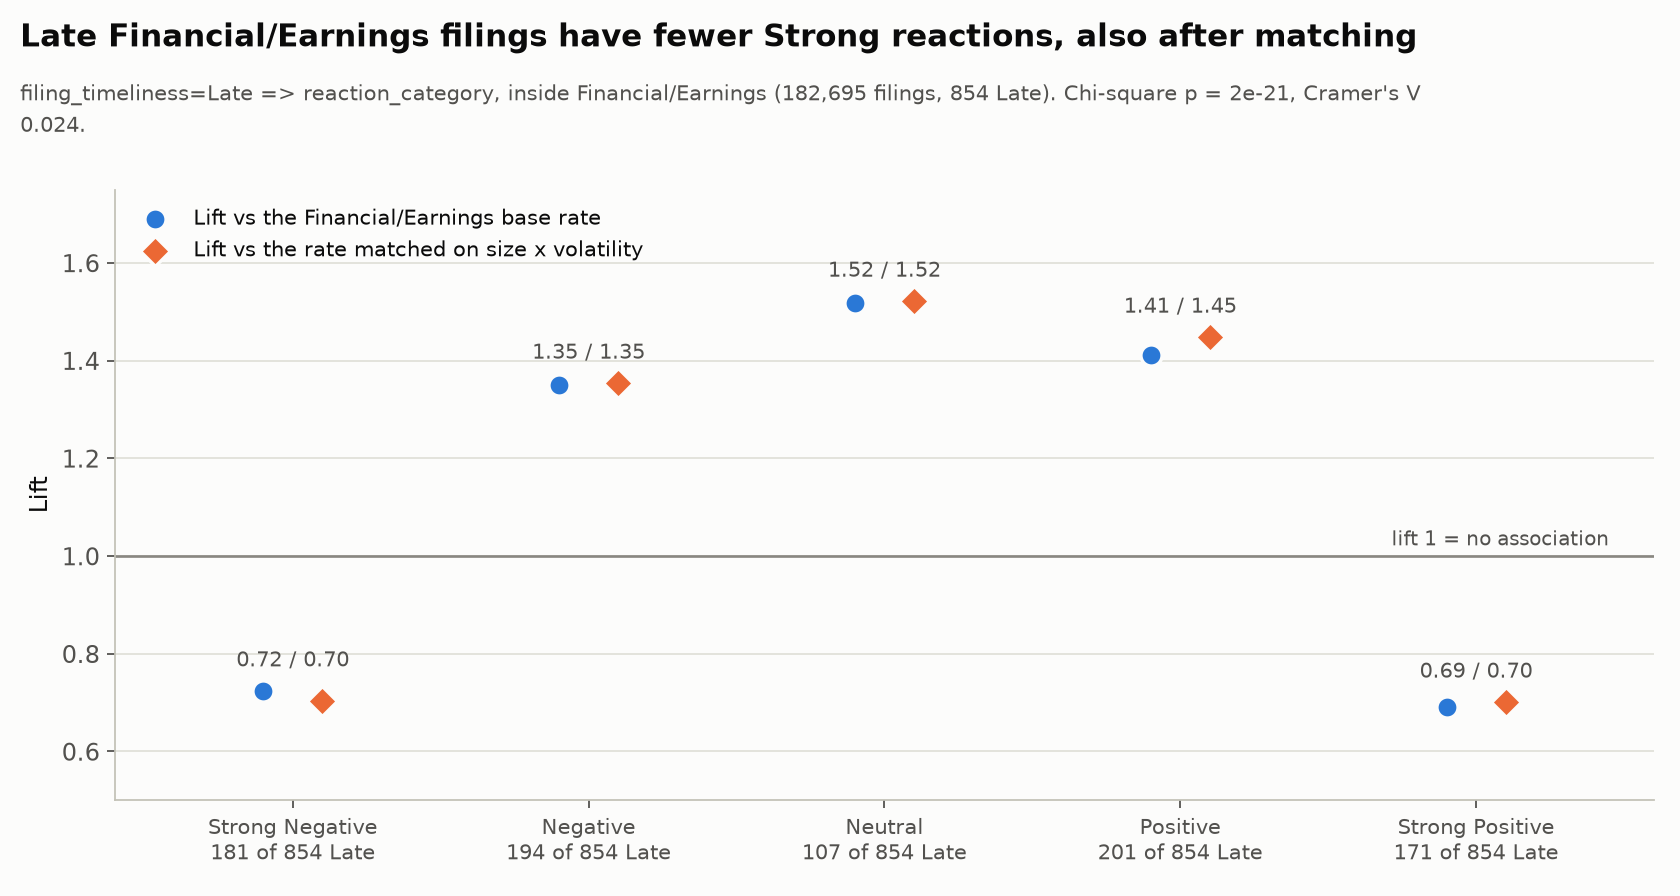 Late Financial/Earnings filings have fewer Strong reactions, also after matching
filing_timeliness=Late => reaction_category, inside Financial/Earnings (182,695 filings, 854 Late). Chi-square p = 2e-21, Cramer's V
0.024.
Lift vs the Financial/Earnings base rate
Lift vs the rate matched on size x volatility
1.6
1.4
1.2
1.0
0.8
0.6
Lift
1.52 / 1.52
1.41 / 1.45
1.35 / 1.35
lift 1 = no association
0.72 / 0.70
0.69 / 0.70
Strong Negative
181 of 854 Late
Negative
194 of 854 Late
Neutral
107 of 854 Late
Positive
201 of 854 Late
Strong Positive
171 of 854 Late